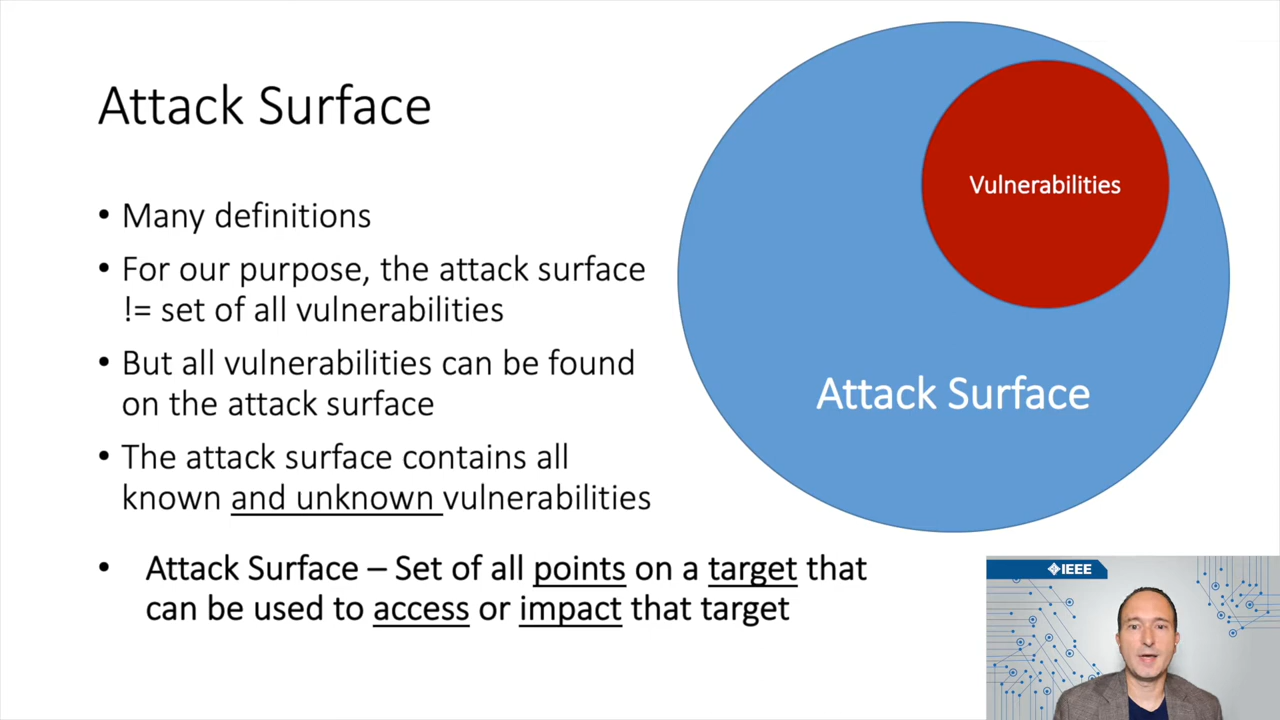 Attack Surface
• Many definitions
• For our purpose, the attack surface
!= set of all vulnerabilities
• But all vulnerabilities can be found
on the attack surface
• The attack surface contains all
known and unknown vulnerabilities
• Attack Surface – Set of all points on a target that
can be used to access or impact that target
Vulnerabilities
Attack Surface
IEEE